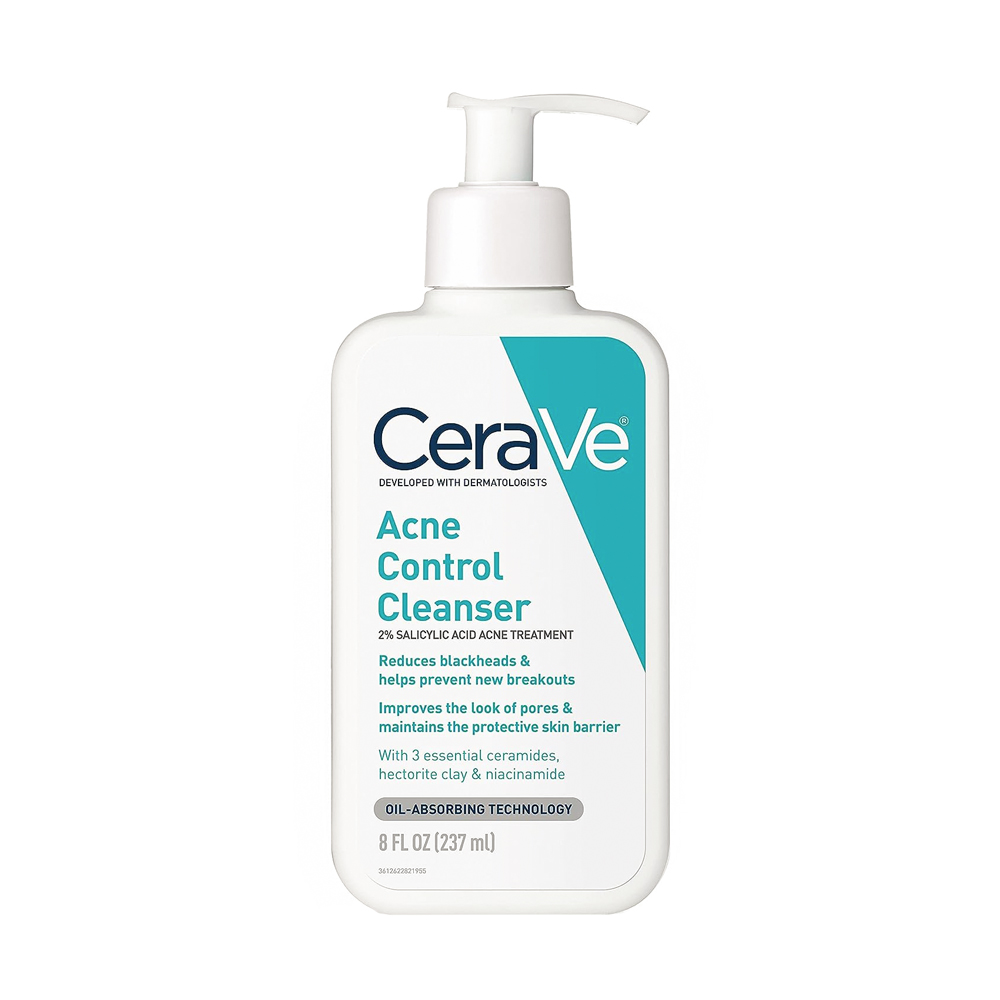 CeraVe®
DEVELOPED WITH DERMATOLOGISTS
Acne
Control
Cleanser
2% SALICYLIC ACID ACNE TREATMENT
Reduces blackheads &
helps prevent new breakouts
Improves the look of pores &
maintains the protective skin barrier
With 3 essential ceramides,
hectorite clay & niacinamide
OIL-ABSORBING TECHNOLOGY
8 FL OZ (237 ml)
3612622821955